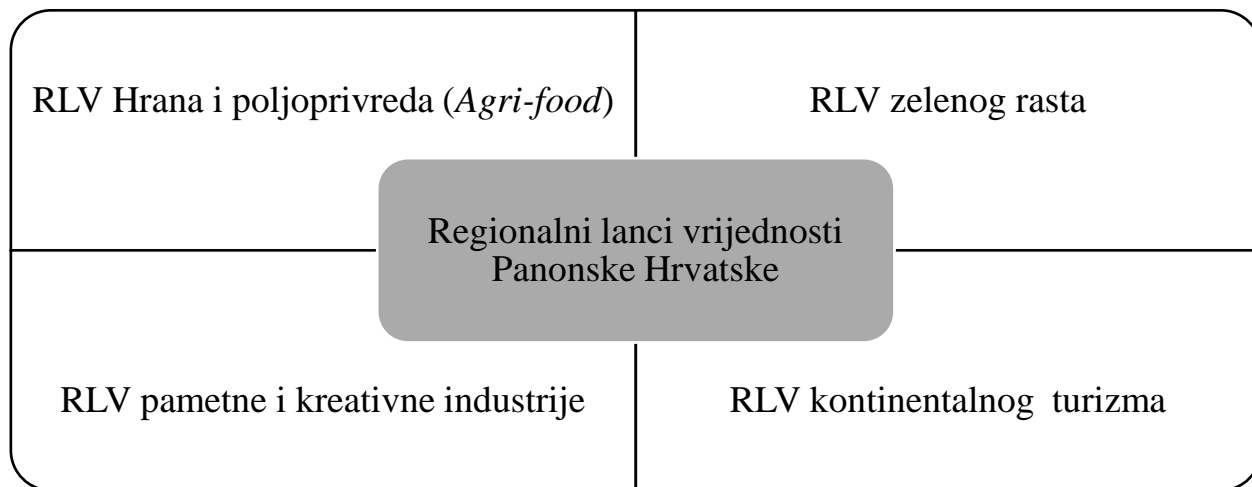 RLV Hrana i poljoprivreda (Agri-food)
RLV zelenog rasta
Regionalni lanci vrijednosti
Panonske Hrvatske
RLV pametne i kreativne industrije
RLV kontinentalnog  turizma